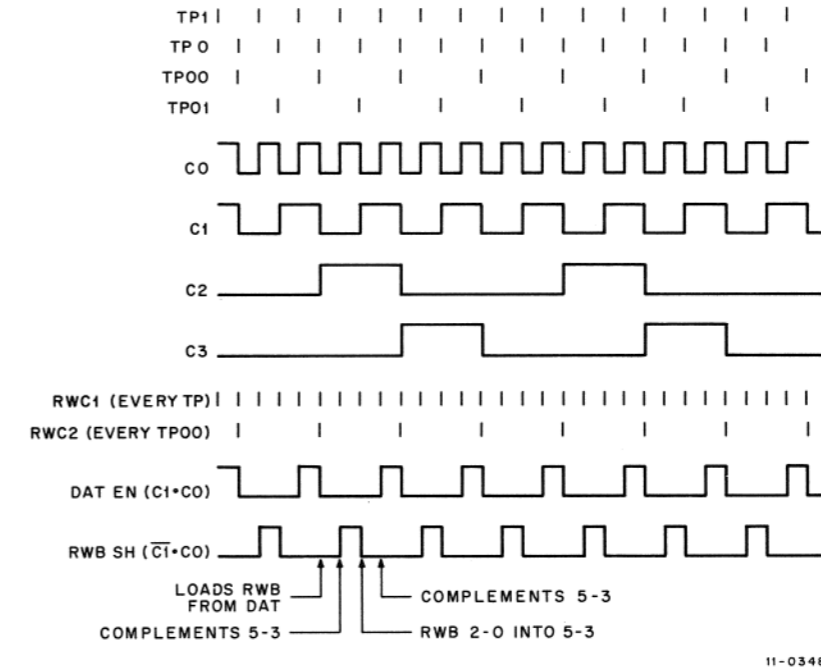 TP1
TP0
TP00
TP01
C0
C1
C2
C3
RWC1 (EVERY TP)
RWC2 (EVERY TP00)
DAT EN (C1•C0)
RWB SH (C̅1̅•C0)
LOADS RWB
FROM DAT
COMPLEMENTS 5-3
COMPLEMENTS 5-3
RWB 2-0 INTO 5-3
11-0348